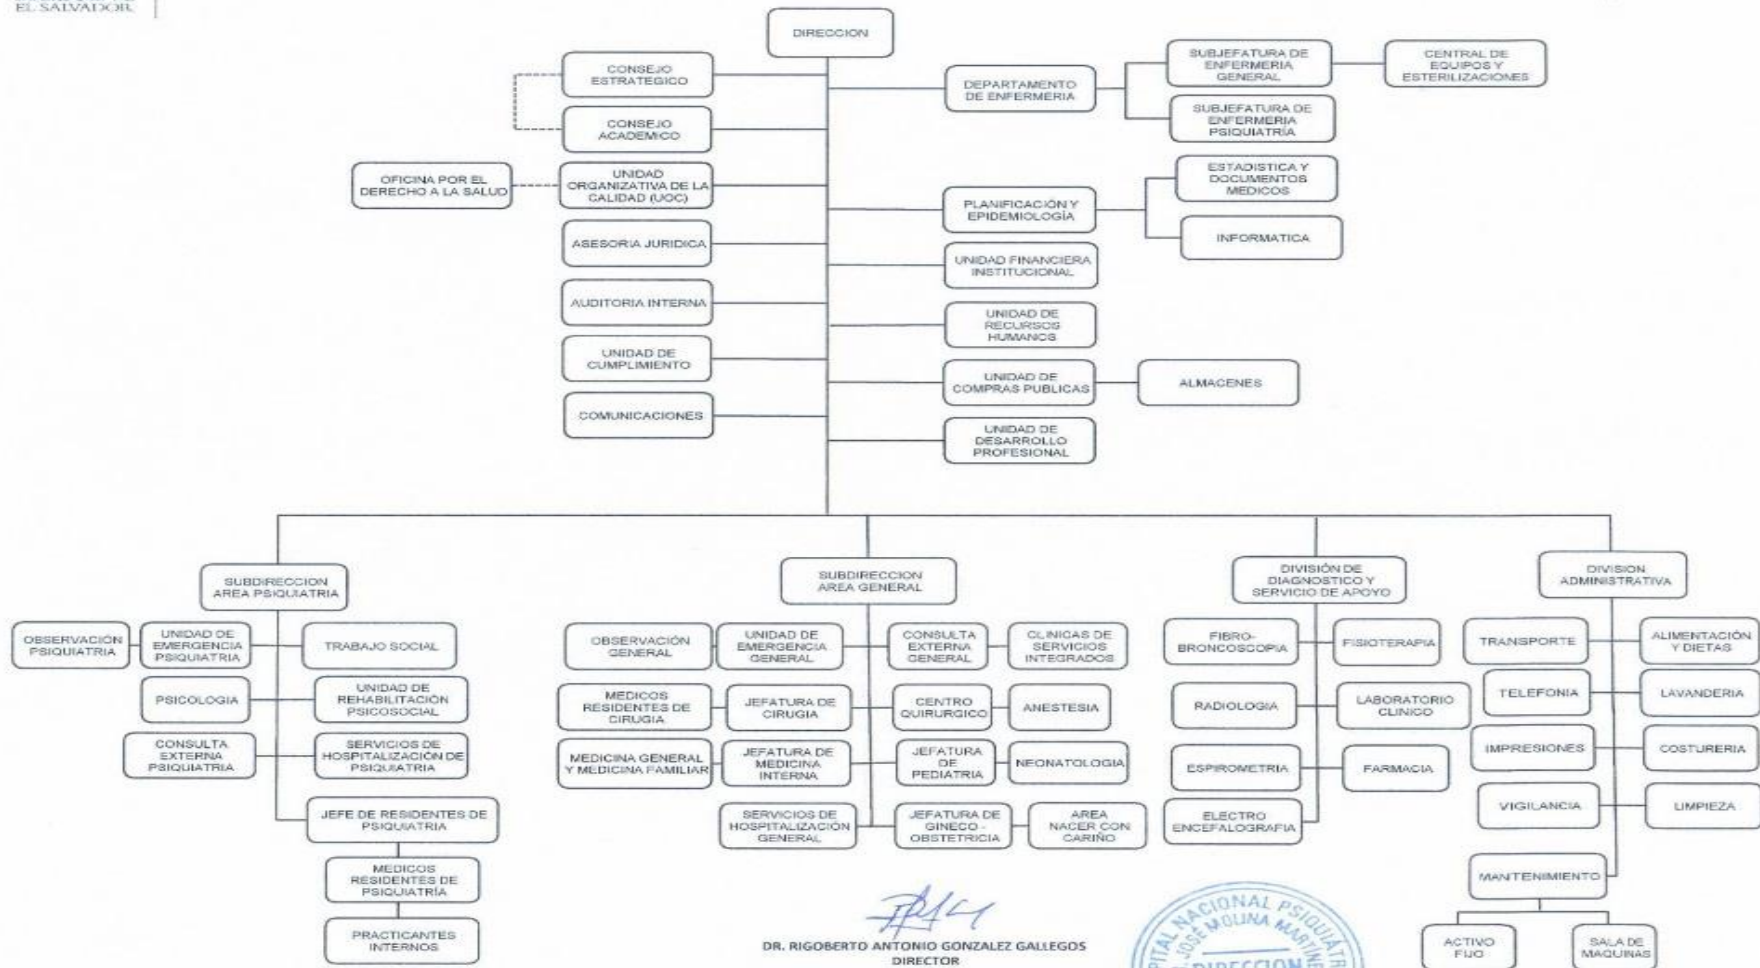 EL SALVADOR
DIRECCION
CONSEJO
ESTRATEGICO
CONSEJO
ACADEMICO
OFICINA POR EL
DERECHO A LA SALUD
UNIDAD
ORGANIZATIVA DE LA
CALIDAD (UOC)
ASESORIA JURIDICA
AUDITORIA INTERNA
UNIDAD DE
CUMPLIMIENTO
COMUNICACIONES
DEPARTAMENTO
DE ENFERMERIA
SUBJEFATURA DE
ENFERMERIA
GENERAL
CENTRAL DE
EQUIPOS Y
ESTERILIZACIONES
SUBJEFATURA DE
ENFERMERIA
PSIQUIATRÍA
PLANIFICACIÓN Y
EPIDEMIOLOGÍA
ESTADISTICA Y
DOCUMENTOS
MEDICOS
INFORMATICA
UNIDAD FINANCIERA
INSTITUCIONAL
UNIDAD DE
RECURSOS
HUMANOS
UNIDAD DE
COMPRAS PUBLICAS
ALMACENES
UNIDAD DE
DESARROLLO
PROFESIONAL
SUBDIRECCION
AREA PSIQUIATRIA
OBSERVACIÓN
PSIQUIATRIA
UNIDAD DE
EMERGENCIA
PSIQUIATRIA
TRABAJO SOCIAL
PSICOLOGIA
UNIDAD DE
REHABILITACIÓN
PSICOSOCIAL
CONSULTA
EXTERNA
PSIQUIATRIA
SERVICIOS DE
HOSPITALIZACIÓN DE
PSIQUIATRIA
JEFE DE RESIDENTES DE
PSIQUIATRIA
MEDICOS
RESIDENTES DE
PSIQUIATRÍA
PRACTICANTES
INTERNOS
SUBDIRECCION
AREA GENERAL
OBSERVACIÓN
GENERAL
UNIDAD DE
EMERGENCIA
GENERAL
CONSULTA
EXTERNA
GENERAL
CLINICAS DE
SERVICIOS
INTEGRADOS
MEDICOS
RESIDENTES DE
CIRUGIA
JEFATURA DE
CIRUGIA
CENTRO
QUIRURGICO
ANESTESIA
MEDICINA GENERAL
Y MEDICINA FAMILIAR
JEFATURA DE
MEDICINA
INTERNA
JEFATURA
DE
PEDIATRIA
NEONATOLOGIA
SERVICIOS DE
HOSPITALIZACIÓN
GENERAL
JEFATURA DE
GINECO -
OBSTETRICIA
AREA
NACER CON
CARIÑO
DIVISIÓN DE
DIAGNOSTICO Y
SERVICIO DE APOYO
FIBRO-
BRONCOSCOPIA
FISIOTERAPIA
RADIOLOGIA
LABORATORIO
CLINICO
ESPIROMETRIA
FARMACIA
ELECTRO
ENCEFALOGRAFIA
DIVISION
ADMINISTRATIVA
TRANSPORTE
ALIMENTACIÓN
Y DIETAS
TELEFONIA
LAVANDERIA
IMPRESIONES
COSTURERIA
VIGILANCIA
LIMPIEZA
MANTENIMIENTO
ACTIVO
FIJO
SALA DE
MAQUINAS
DR. RIGOBERTO ANTONIO GONZALEZ GALLEGOS
DIRECTOR
NACIONAL
JOSÉ MOLINA
DIRECCION